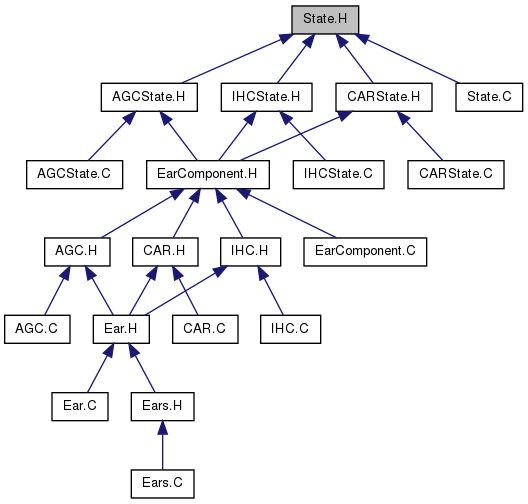 State.H
AGCState.H
IHCState.H
CARState.H
State.C
AGCState.C
EarComponent.H
IHCState.C
CARState.C
AGC.H
CAR.H
IHC.H
EarComponent.C
AGC.C
Ear.H
CAR.C
IHC.C
Ear.C
Ears.H
Ears.C